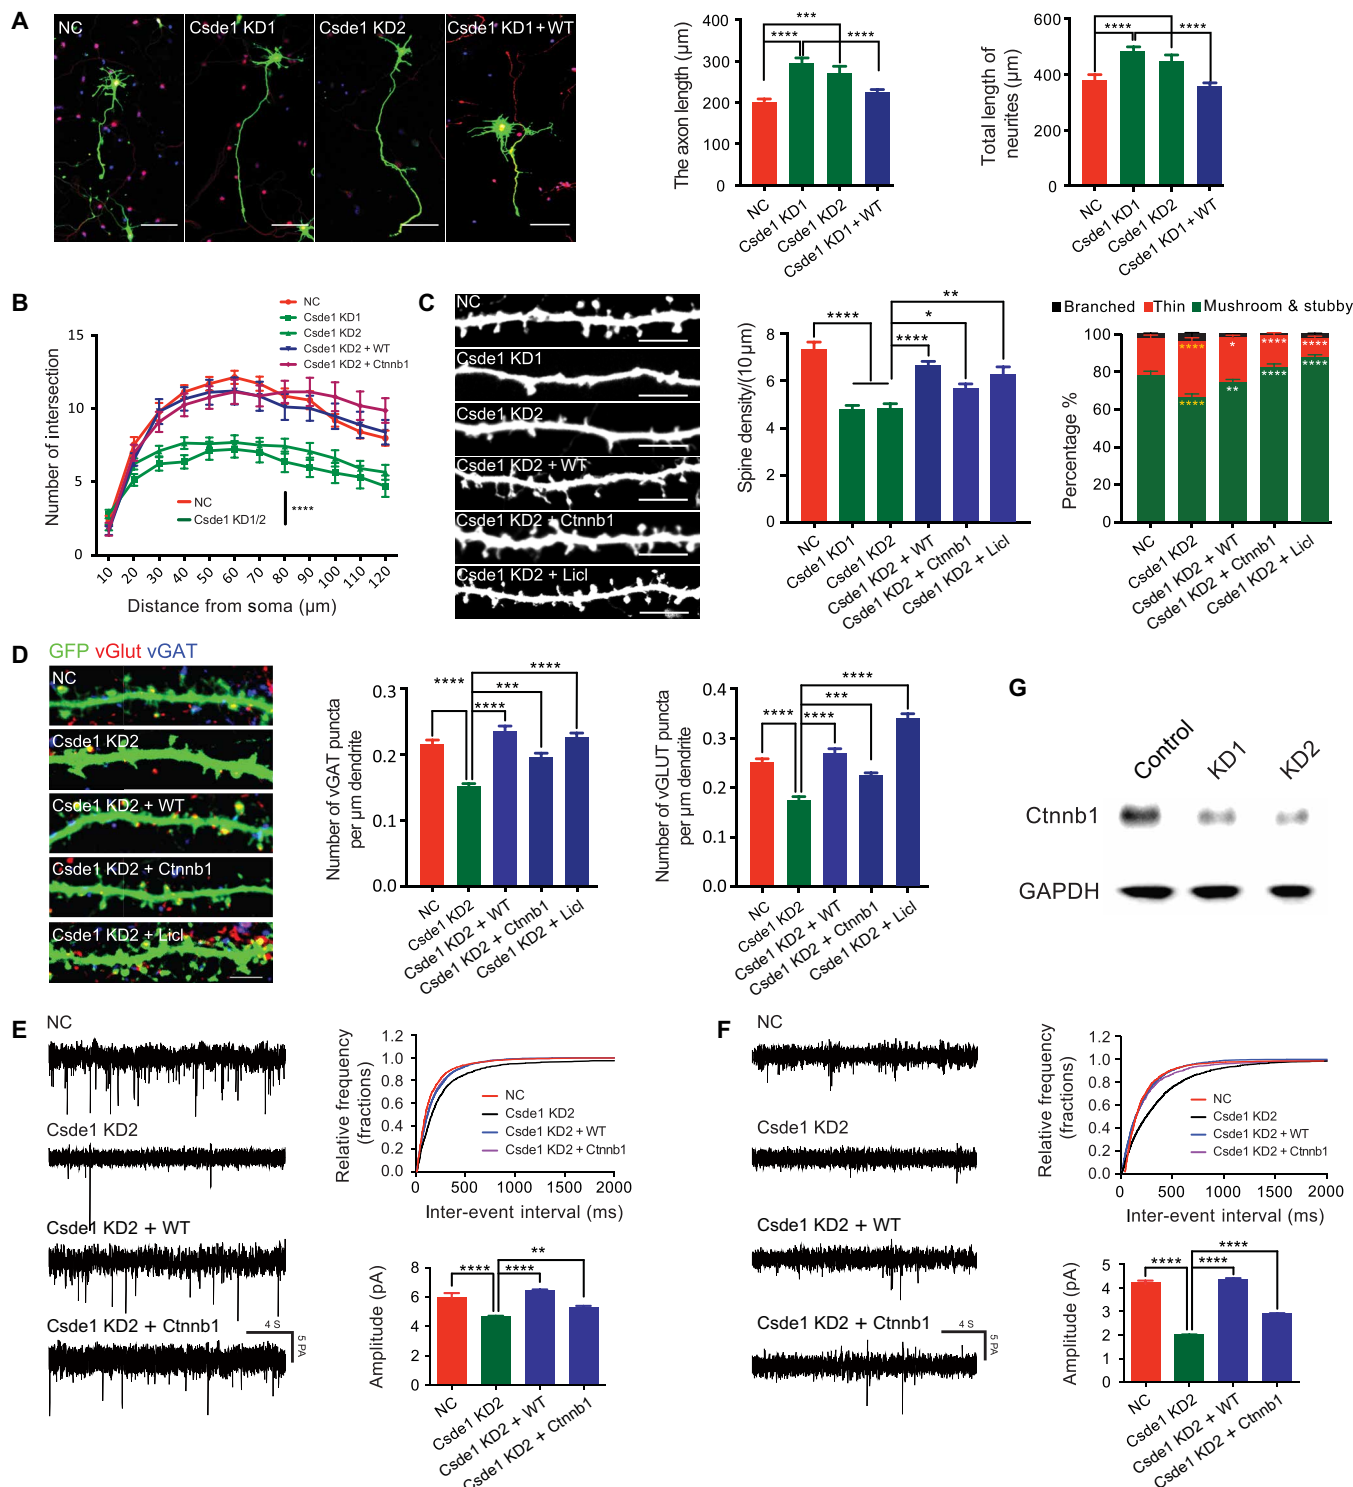 A
NC
Csde1 KD1
Csde1 KD2
Csde1 KD1+WT
The axon length (µm)
400
300
200
100
0
***
****
****
NC
Csde1 KD1
Csde1 KD2
Csde1 KD1+WT
Total length of
neurites (µm)
600
400
200
0
****
****
****
NC
Csde1 KD1
Csde1 KD2
Csde1 KD1+WT
B
Number of intersection
15
10
5
0
NC
Csde1 KD1
Csde1 KD2
Csde1 KD2 + WT
Csde1 KD2 + Ctnnb1
NC
Csde1 KD1/2
****
10 20 30 40 50 60 70 80 90 100 110 120
Distance from soma (µm)
C
NC
Csde1 KD1
Csde1 KD2
Csde1 KD2 + WT
Csde1 KD2 + Ctnnb1
Csde1 KD2 + Licl
Spine density/(10 µm)
8
6
4
2
0
****
**
*
****
NC
Csde1 KD1
Csde1 KD2
Csde1 KD2 + WT
Csde1 KD2 + Ctnnb1
Csde1 KD2 + Licl
Branched Thin Mushroom & stubby
Percentage %
100
80
60
40
20
0
**** * **** ****
**** ** **** ****
NC
Csde1 KD2
Csde1 KD2 + WT
Csde1 KD2 + Ctnnb1
Csde1 KD2 + Licl
D
GFP vGlut vGAT
NC
Csde1 KD2
Csde1 KD2 + WT
Csde1 KD2 + Ctnnb1
Csde1 KD2 + Licl
Number of vGAT puncta
per µm dendrite
0.3
0.2
0.1
0.0
****
****
***
****
NC
Csde1 KD2
Csde1 KD2 + WT
Csde1 KD2 + Ctnnb1
Csde1 KD2 + Licl
Number of vGLUT puncta
per µm dendrite
0.4
0.3
0.2
0.1
0.0
****
***
****
****
NC
Csde1 KD2
Csde1 KD2 + WT
Csde1 KD2 + Ctnnb1
Csde1 KD2 + Licl
G
Control
KD1
KD2
Ctnnb1
GAPDH
E
NC
Csde1 KD2
Csde1 KD2 + WT
Csde1 KD2 + Ctnnb1
4 S
5 PA
Relative frequency
(fractions)
1.2
1.0
0.8
0.6
0.4
0.2
0.0
NC
Csde1 KD2
Csde1 KD2 + WT
Csde1 KD2 + Ctnnb1
0 500 1000 1500 2000
Inter-event interval (ms)
Amplitude (pA)
8
6
4
2
0
**
**** ****
NC
Csde1 KD2
Csde1 KD2 + WT
Csde1 KD2 + Ctnnb1
F
NC
Csde1 KD2
Csde1 KD2 + WT
Csde1 KD2 + Ctnnb1
4 S
5 PA
Relative frequency
(fractions)
1.2
1.0
0.8
0.6
0.4
0.2
0.0
NC
Csde1 KD2
Csde1 KD2 + WT
Csde1 KD2 + Ctnnb1
0 500 1000 1500 2000
Inter-event interval (ms)
Amplitude (pA)
5
4
3
2
1
0
****
**** ****
NC
Csde1 KD2
Csde1 KD2 + WT
Csde1 KD2 + Ctnnb1